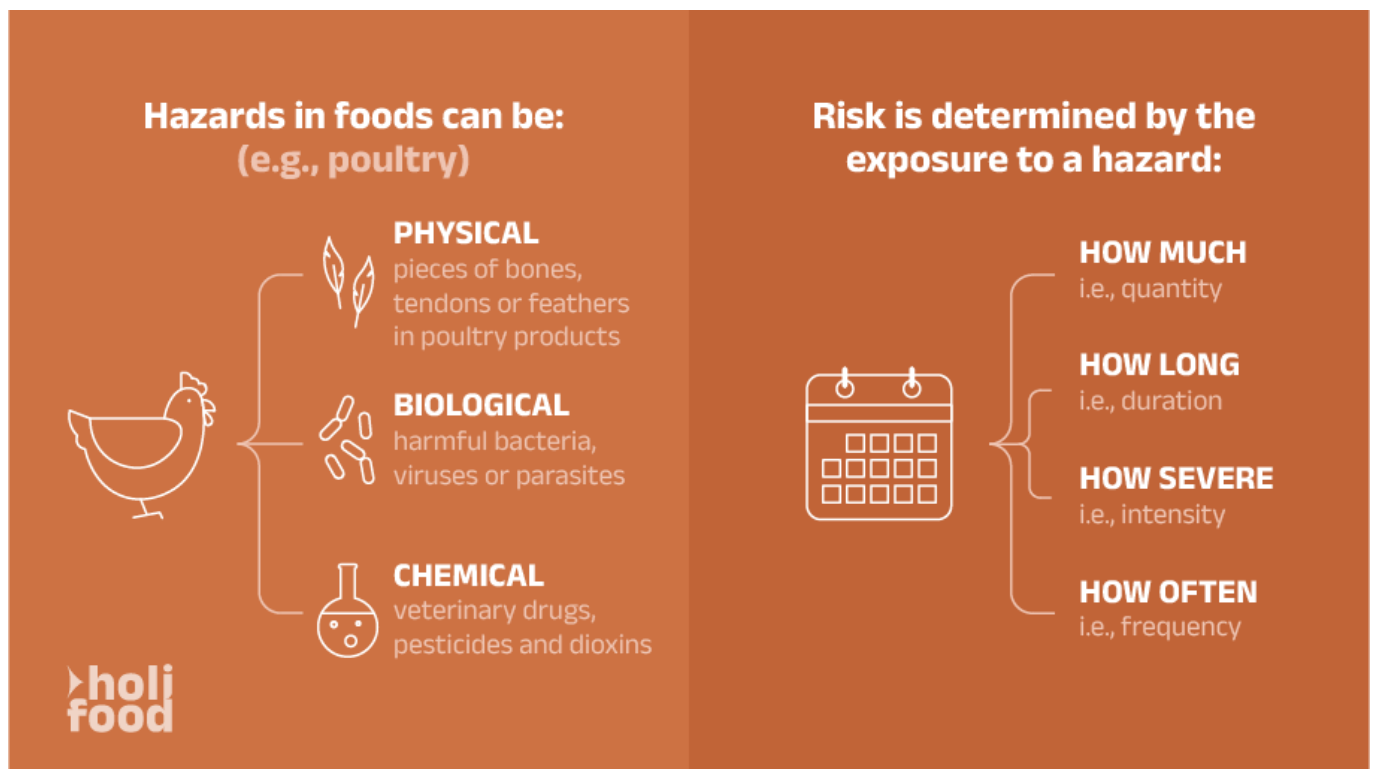 Hazards in foods can be:
(e.g., poultry)
PHYSICAL
pieces of bones,
tendons or feathers
in poultry products
BIOLOGICAL
harmful bacteria,
viruses or parasites
CHEMICAL
veterinary drugs,
pesticides and dioxins
holi
food
Risk is determined by the
exposure to a hazard:
HOW MUCH
i.e., quantity
HOW LONG
i.e., duration
HOW SEVERE
i.e., intensity
HOW OFTEN
i.e., frequency